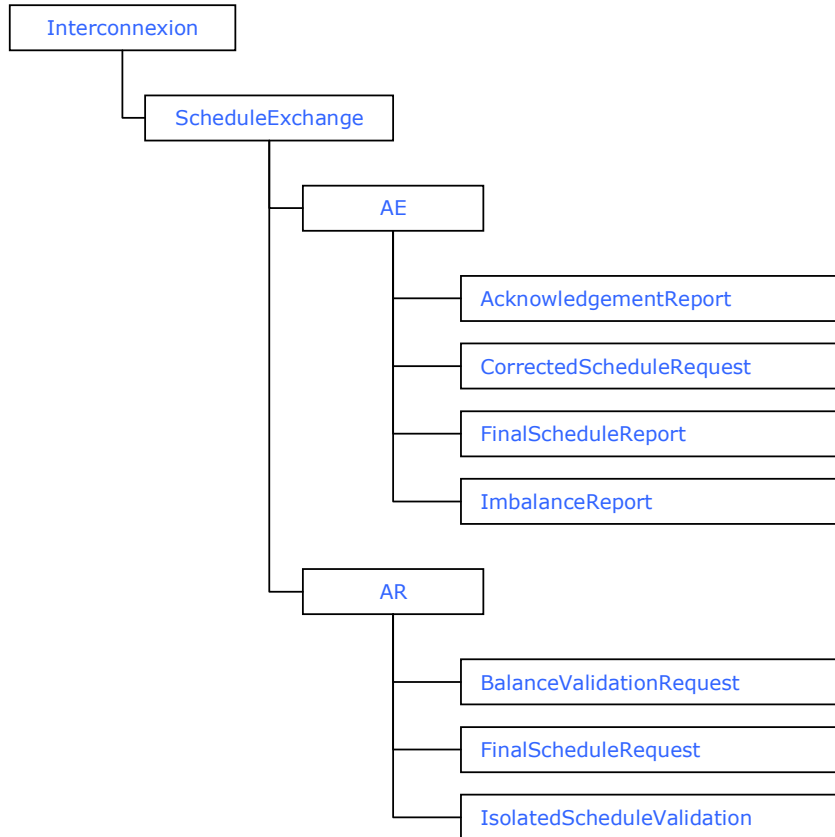 Interconnexion
ScheduleExchange
AE
AcknowledgementReport
CorrectedScheduleRequest
FinalScheduleReport
ImbalanceReport
AR
BalanceValidationRequest
FinalScheduleRequest
IsolatedScheduleValidation